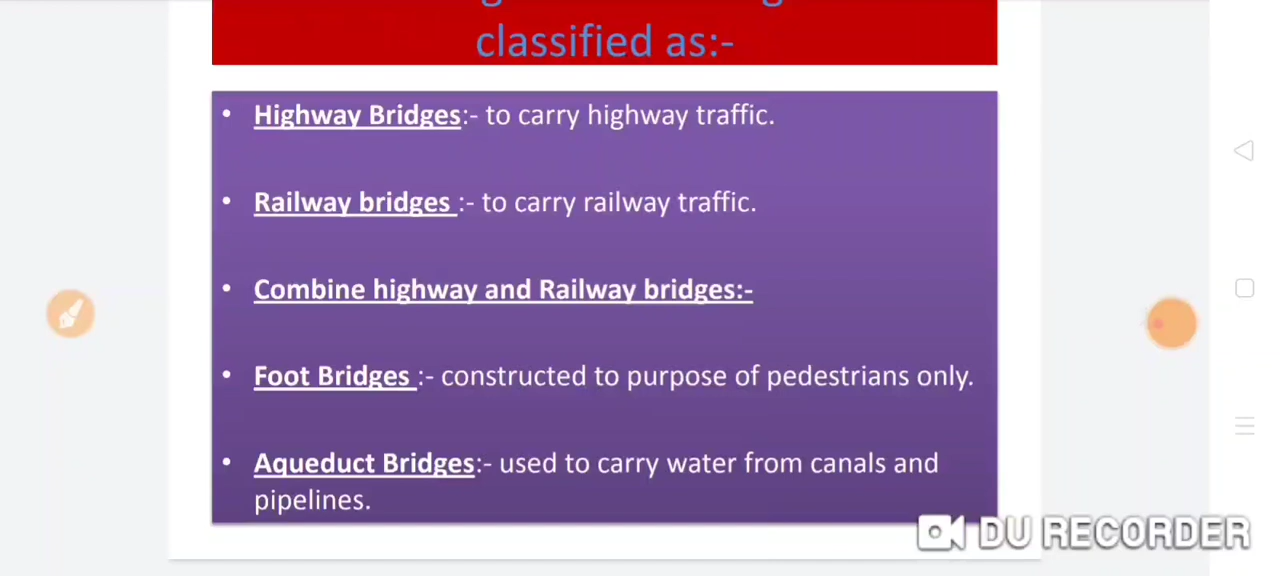 classified as:-
• Highway Bridges:- to carry highway traffic.
• Railway bridges :- to carry railway traffic.
• Combine highway and Railway bridges:-
• Foot Bridges :- constructed to purpose of pedestrians only.
• Aqueduct Bridges:- used to carry water from canals and
pipelines.
DU RECORDER